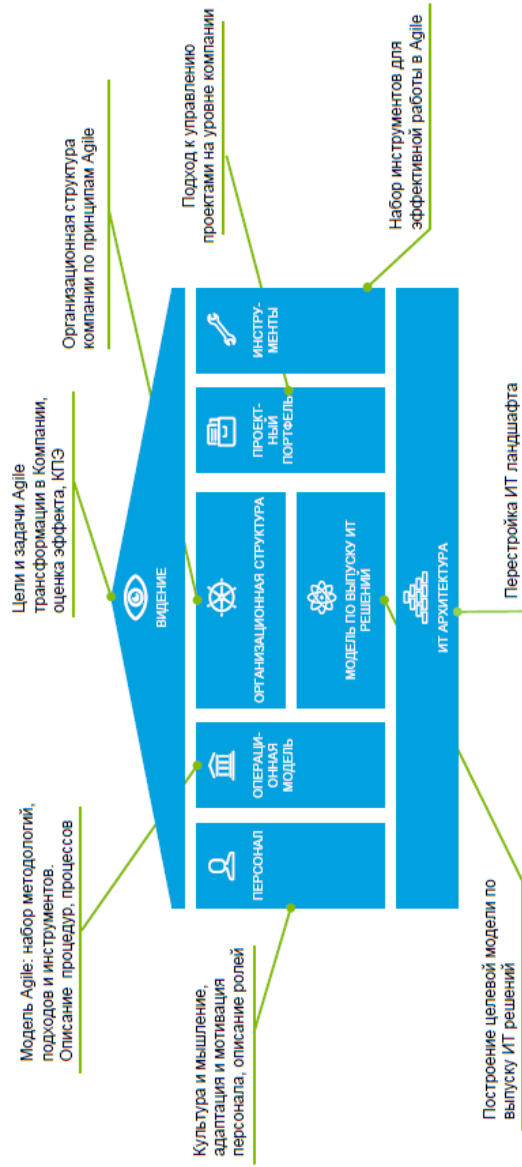 Цели и задачи Agile
трансформации в Компании,
оценка эффекта, КПЭ
Организационная структура
компании по принципам Agile
Модель Agile: набор методологий,
подходов и инструментов.
Описание процедур, процессов
Подход к управлению
проектами на уровне компании
Культура и мышление,
адаптация и мотивация
персонала, описание ролей
Набор инструментов для
эффективной работы в Agile
ВИДЕНИЕ
ПЕРСОНАЛ
ОПЕРАЦИ-
ОННАЯ
МОДЕЛЬ
ОРГАНИЗАЦИОННАЯ СТРУКТУРА
МОДЕЛЬ ПО ВЫПУСКУ ИТ
РЕШЕНИЙ
ПРОЕКТ-
НЫЙ
ПОРТФЕЛЬ
ИНСТРУ-
МЕНТЫ
ИТ АРХИТЕКТУРА
Построение целевой модели по
выпуску ИТ решений
Перестройка ИТ ландшафта